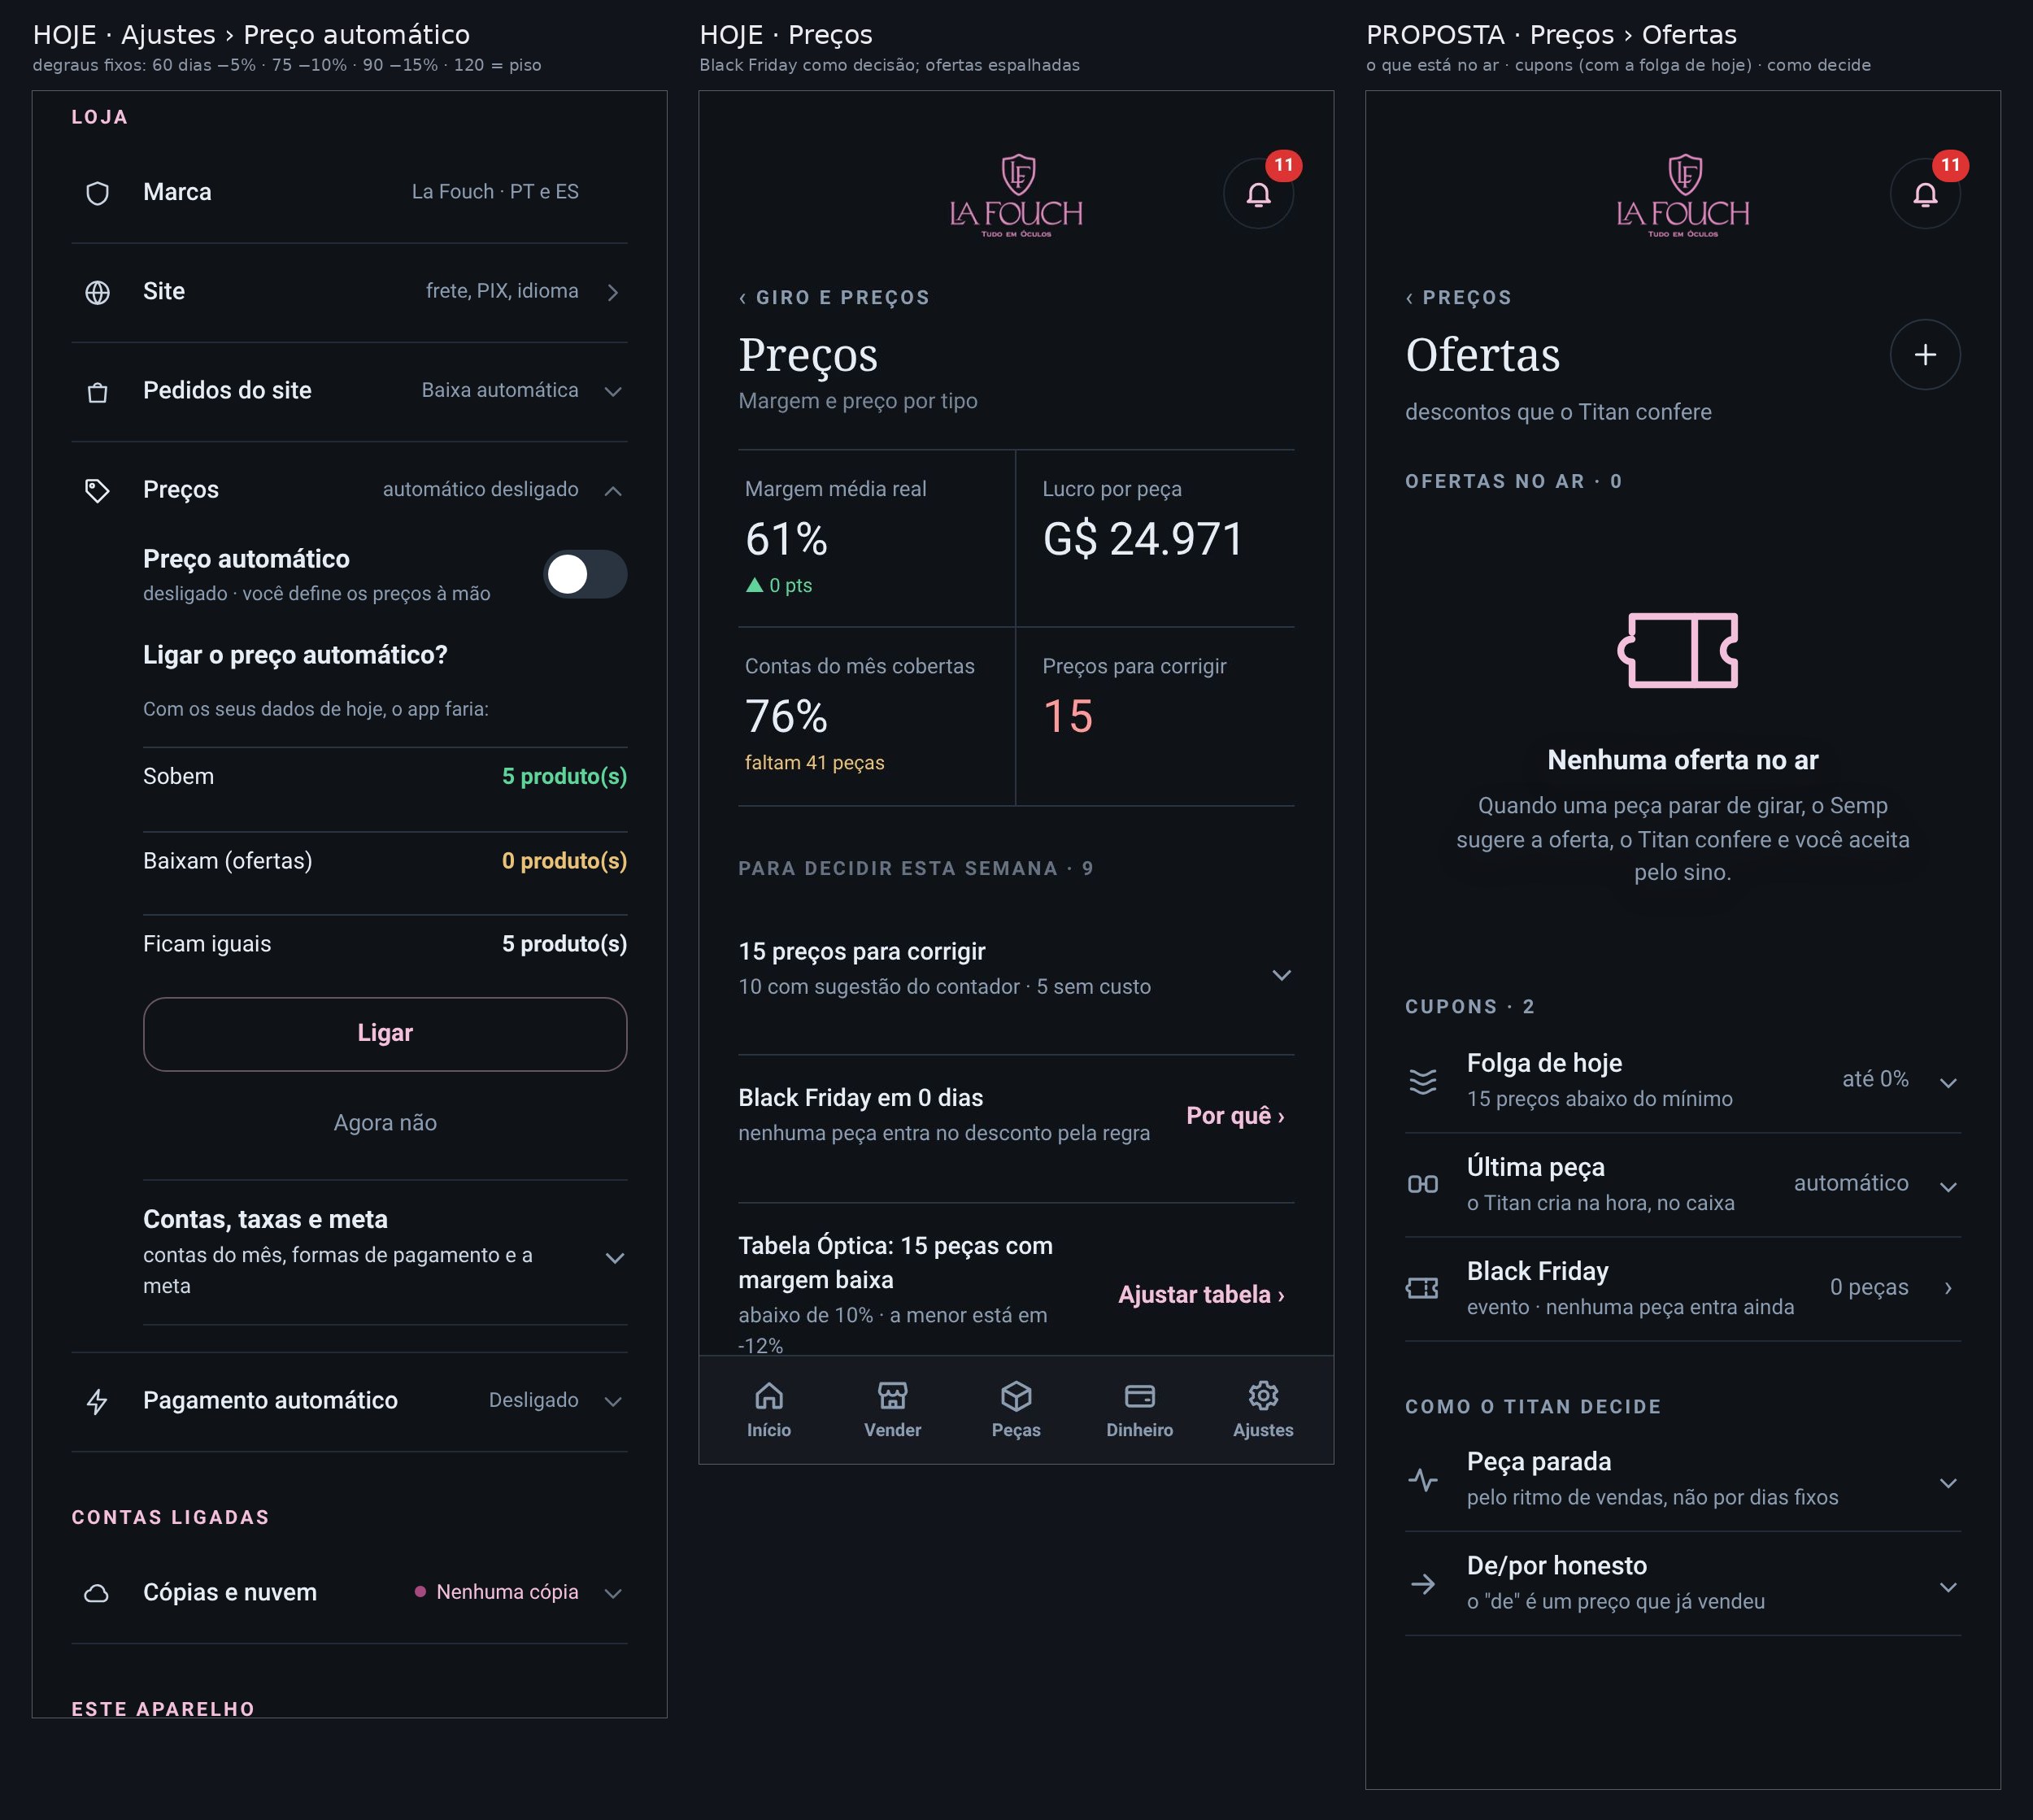 HOJE · Ajustes › Preço automático
degraus fixos: 60 dias −5% · 75 −10% · 90 −15% · 120 = piso
LOJA
Marca
La Fouch · PT e ES
Site
frete, PIX, idioma
Pedidos do site
Baixa automática
Preços
automático desligado
Preço automático
desligado · você define os preços à mão
Ligar o preço automático?
Com os seus dados de hoje, o app faria:
Sobem
5 produto(s)
Baixam (ofertas)
0 produto(s)
Ficam iguais
5 produto(s)
Ligar
Agora não
Contas, taxas e meta
contas do mês, formas de pagamento e a
meta
Pagamento automático
Desligado
CONTAS LIGADAS
Cópias e nuvem
Nenhuma cópia
ESTE APARELHO
HOJE · Preços
Black Friday como decisão; ofertas espalhadas
LF
LA FOUCH
TUDO EM ÓCULOS
11
‹ GIRO E PREÇOS
Preços
Margem e preço por tipo
Margem média real
61%
▲ 0 pts
Lucro por peça
G$ 24.971
Contas do mês cobertas
76%
faltam 41 peças
Preços para corrigir
15
PARA DECIDIR ESTA SEMANA · 9
15 preços para corrigir
10 com sugestão do contador · 5 sem custo
Black Friday em 0 dias
nenhuma peça entra no desconto pela regra
Por quê ›
Tabela Óptica: 15 peças com
margem baixa
abaixo de 10% · a menor está em
-12%
Ajustar tabela ›
Início
Vender
Peças
Dinheiro
Ajustes
PROPOSTA · Preços › Ofertas
o que está no ar · cupons (com a folga de hoje) · como decide
LF
LA FOUCH
TUDO EM ÓCULOS
11
‹ PREÇOS
Ofertas
descontos que o Titan confere
OFERTAS NO AR · 0
Nenhuma oferta no ar
Quando uma peça parar de girar, o Semp
sugere a oferta, o Titan confere e você aceita
pelo sino.
CUPONS · 2
Folga de hoje
15 preços abaixo do mínimo
até 0%
Última peça
o Titan cria na hora, no caixa
automático
Black Friday
evento · nenhuma peça entra ainda
0 peças ›
COMO O TITAN DECIDE
Peça parada
pelo ritmo de vendas, não por dias fixos
De/por honesto
o "de" é um preço que já vendeu